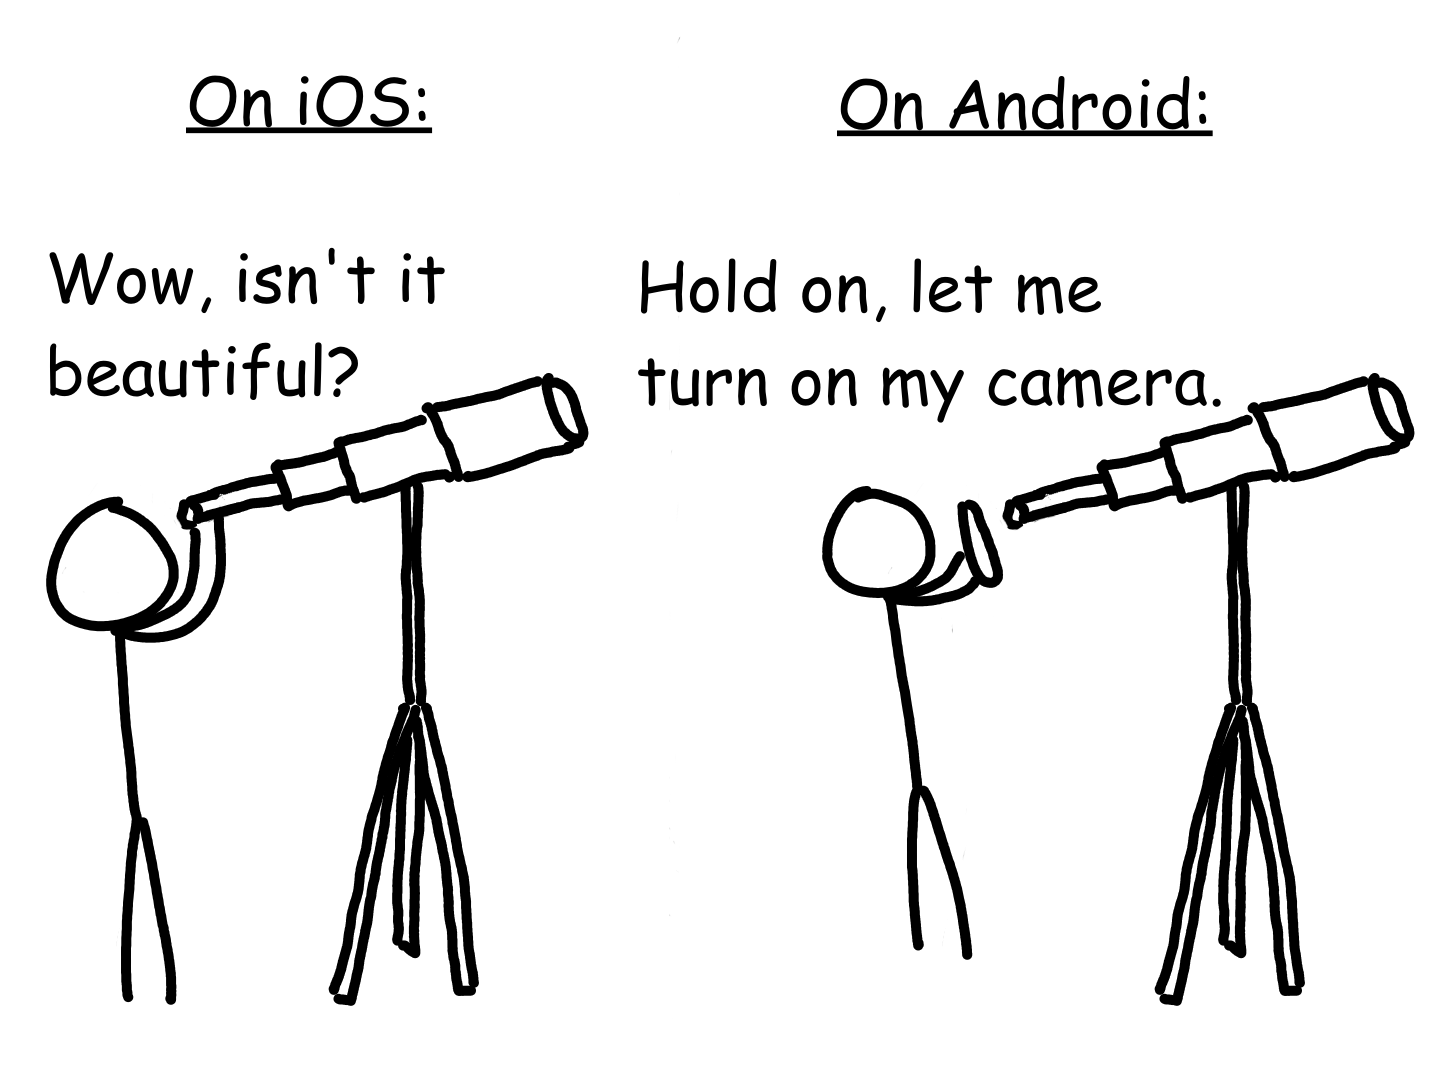 On iOS:
Wow, isn't it
beautiful?
On Android:
Hold on, let me
turn on my camera.